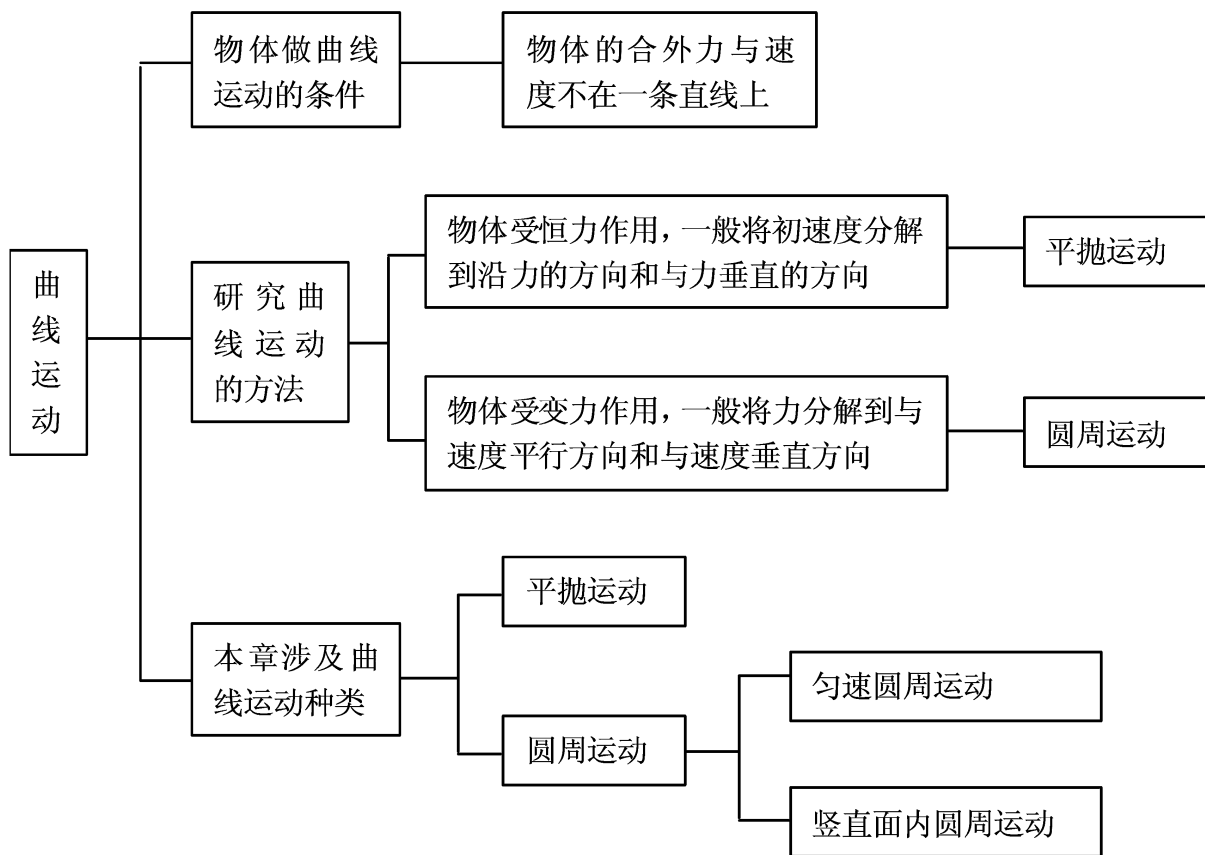 曲
线
运
动
物体做曲线
运动的条件
物体的合外力与速
度不在一条直线上
研究曲
线运动
的方法
物体受恒力作用，一般将初速度分解
到沿力的方向和与力垂直的方向
平抛运动
物体受变力作用，一般将力分解到与
速度平行方向和与速度垂直方向
圆周运动
本章涉及曲
线运动种类
平抛运动
圆周运动
匀速圆周运动
竖直面内圆周运动